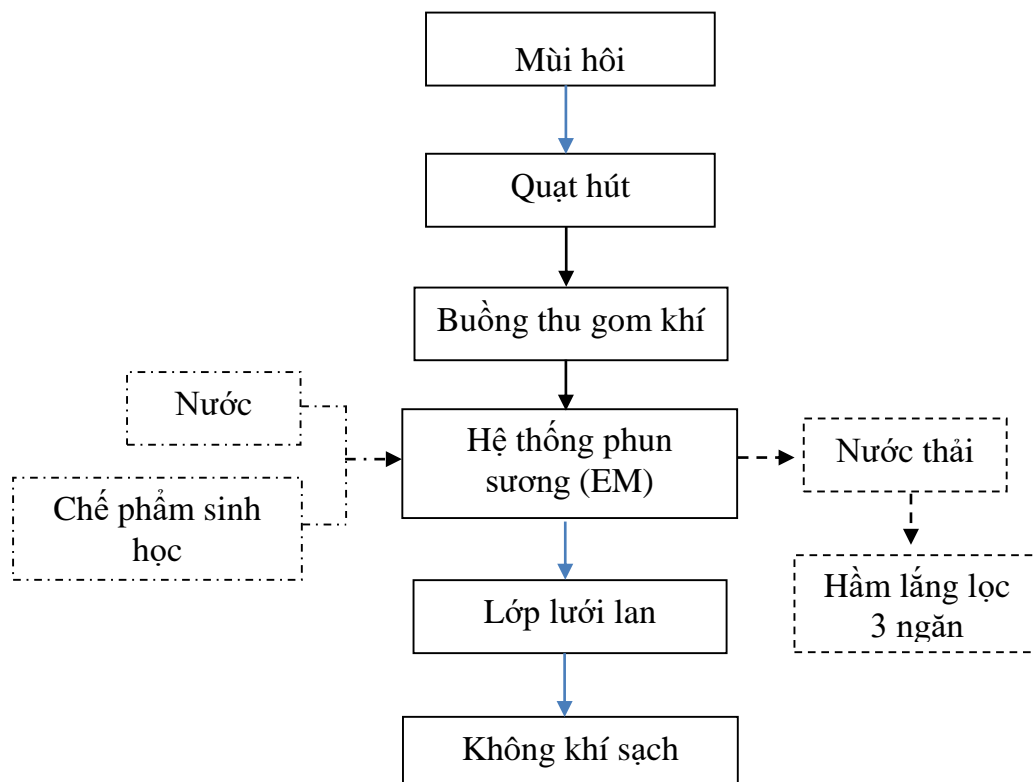 Mùi hôi
Quạt hút
Buồng thu gom khí
Nước
Chế phẩm sinh
học
Hệ thống phun
sương (EM)
Nước thải
Hầm lắng lọc
3 ngăn
Lớp lưới lan
Không khí sạch